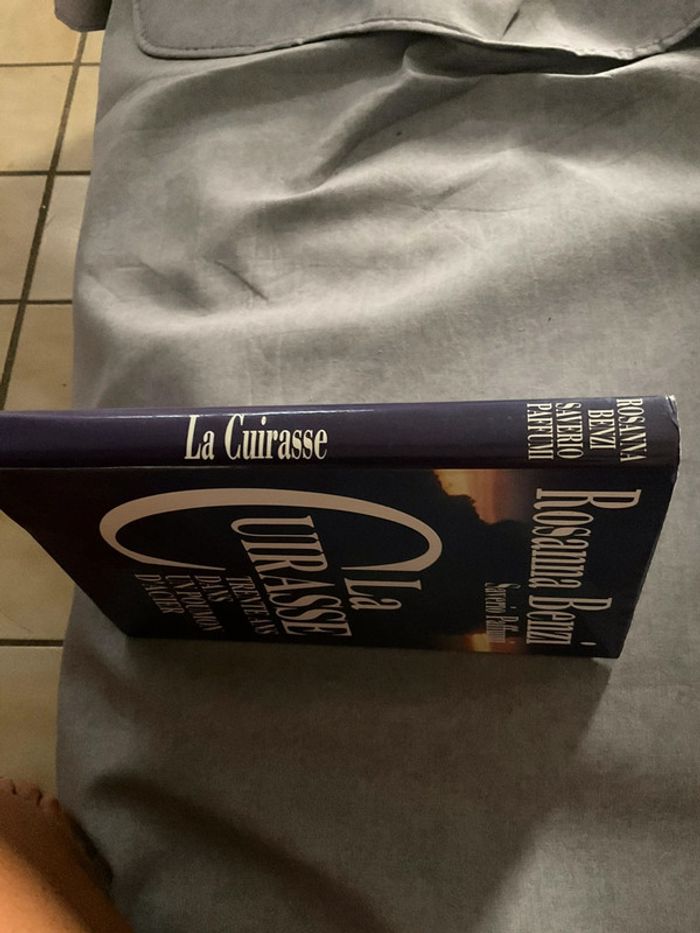 ROSANNA
BENZI
SAVERIO
PAFFUMI
La Cuirasse
Rosanna Benzi
Saverio Paffumi
La
CUIRASSE
TRENTE ANS
DANS
UN POUMON
D'ACIER